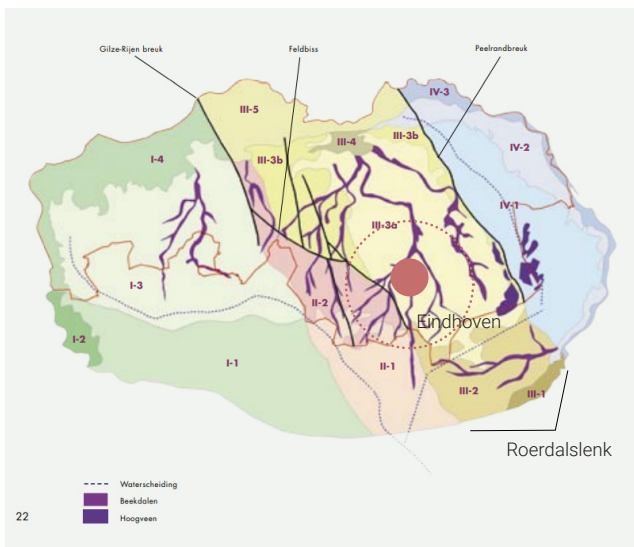 Gilze-Rijen breuk
Feldbiss
Peelrandbreuk
IV-3
III-5
I-4
III-3b
III-4
III-3b
IV-2
IV-1
III-3a
I-3
II-2
Eindhoven
I-2
I-1
II-1
III-2
III-1
Roerdalslenk
Waterscheiding
Beekdalen
Hoogveen
22